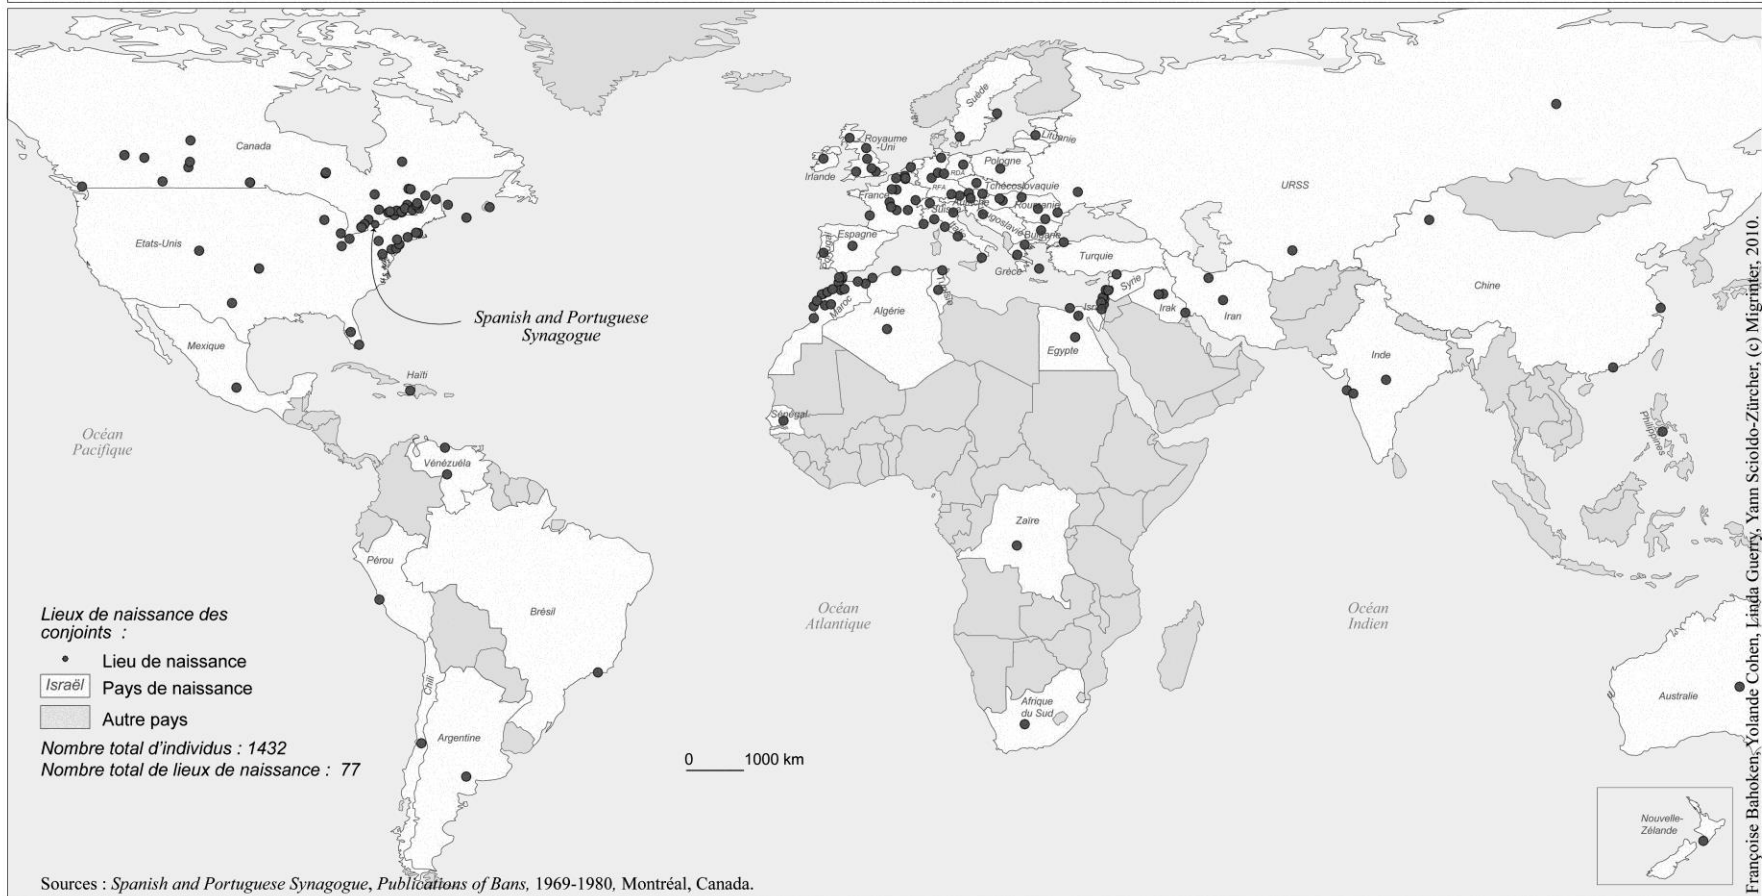 Canada
Etats-Unis
Mexique
Haïti
Spanish and Portuguese
Synagogue
Océan
Pacifique
Vénézuéla
Pérou
Brésil
Chili
Argentine
Irlande
Royaume
-Uni
Suède
Lituanie
Pologne
RDA
RFA
Tchécoslovaquie
France
Suisse
Autriche
Roumanie
Yougoslavie
Italie
Bulgarie
Portugal
Espagne
Grèce
Turquie
URSS
Maroc
Algérie
Tunisie
Egypte
Syrie
Irak
Iran
Chine
Inde
Philippines
Sénégal
Zaïre
Afrique
du Sud
Océan
Atlantique
Océan
Indien
Australie
Nouvelle-
Zélande
Lieux de naissance des
conjoints :
Lieu de naissance
Israël
Pays de naissance
Autre pays
Nombre total d'individus : 1432
Nombre total de lieux de naissance : 77
0 1000 km
Sources : Spanish and Portuguese Synagogue, Publications of Bans, 1969-1980, Montréal, Canada.
Françoise Bahoken, Yolande Cohen, Linda Guerry, Yann Scioldo-Zürcher, (c) Migrinter, 2010.